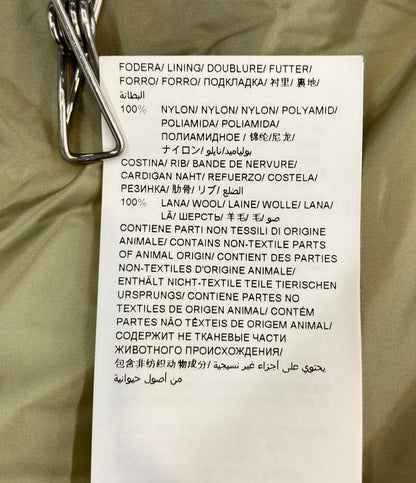 FODERA/ LINING/ DOUBLURE/ FUTTER/
FORRO/ FORRO/ ПОДКЛАДКА/ 衬里/ 裏地/
البطانة
100% NYLON/ NYLON/ NYLON/ POLYAMID/
POLIAMIDA/ POLIAMIDA/
ПОЛИАМИДНОЕ / 锦纶/尼龙/
ナイロン/ بولياميد/نايلو
COSTINA/ RIB/ BANDE DE NERVURE/
CARDIGAN NAHT/ REFUERZO/ COSTELA/
РЕЗИНКА/ 肋骨/ リブ/ الضلع
100% LANA/ WOOL/ LAINE/ WOLLE/ LANA/
LÃ/ ШЕРСТЬ/ 羊毛/ 毛/ صو
CONTIENE PARTI NON TESSILI DI ORIGINE
ANIMALE/ CONTAINS NON-TEXTILE PARTS
OF ANIMAL ORIGIN/ CONTIENT DES PARTIES
NON-TEXTILES D'ORIGINE ANIMALE/
ENTHÄLT NICHT-TEXTILE TEILE TIERISCHEN
URSPRUNGS/ CONTIENE PARTES NO
TEXTILES DE ORIGEN ANIMAL/ CONTÉM
PARTES NÃO TÊXTEIS DE ORIGEM ANIMAL/
СОДЕРЖИТ НЕ ТКАНЕВЫЕ ЧАСТИ
ЖИВОТНОГО ПРОИСХОЖДЕНИЯ/
包含非纺织动物成分/ يحتوي على أجزاء غير نسيجية
من أصول حيوانية